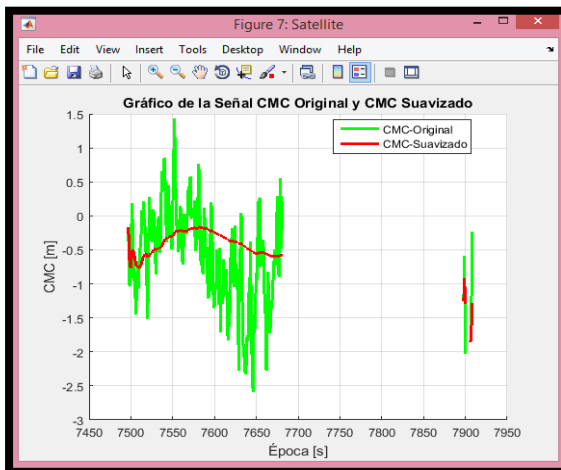 Figure 7: Satellite
File Edit View Insert Tools Desktop Window Help
Gráfico de la Señal CMC Original y CMC Suavizado
CMC-Original
CMC-Suavizado
1.5
1
0.5
0
-0.5
-1
-1.5
-2
-2.5
-3
CMC [m]
7450 7500 7550 7600 7650 7700 7750 7800 7850 7900 7950
Época [s]